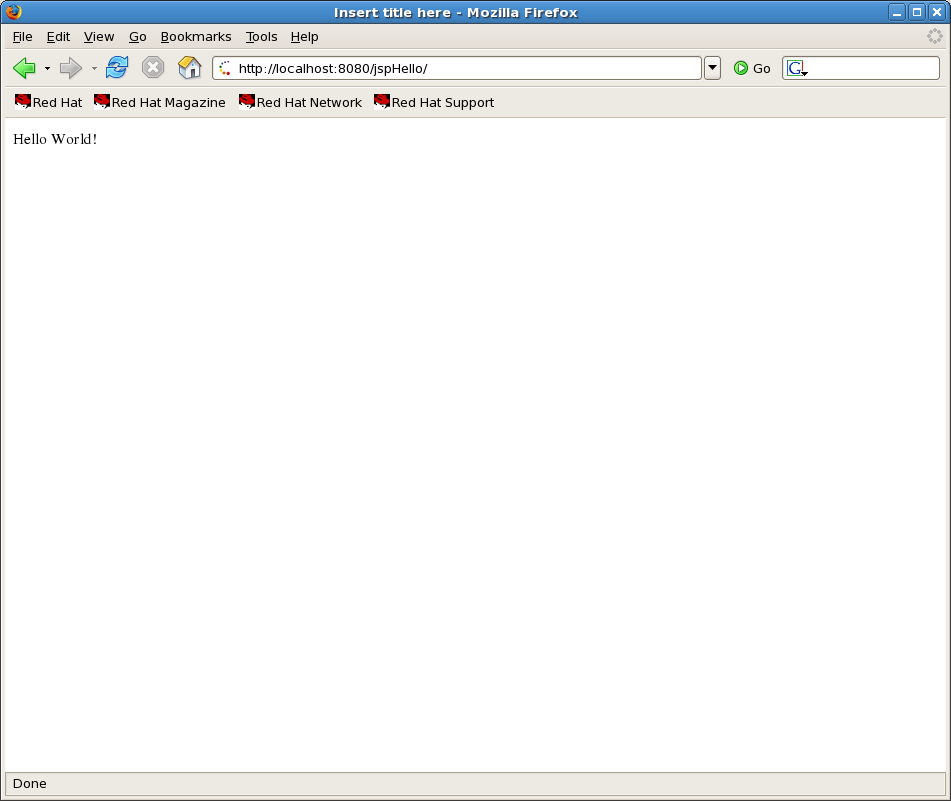 Insert title here - Mozilla Firefox
File Edit View Go Bookmarks Tools Help
http://localhost:8080/jspHello/ Go G
Red Hat Red Hat Magazine Red Hat Network Red Hat Support
Hello World!
Done